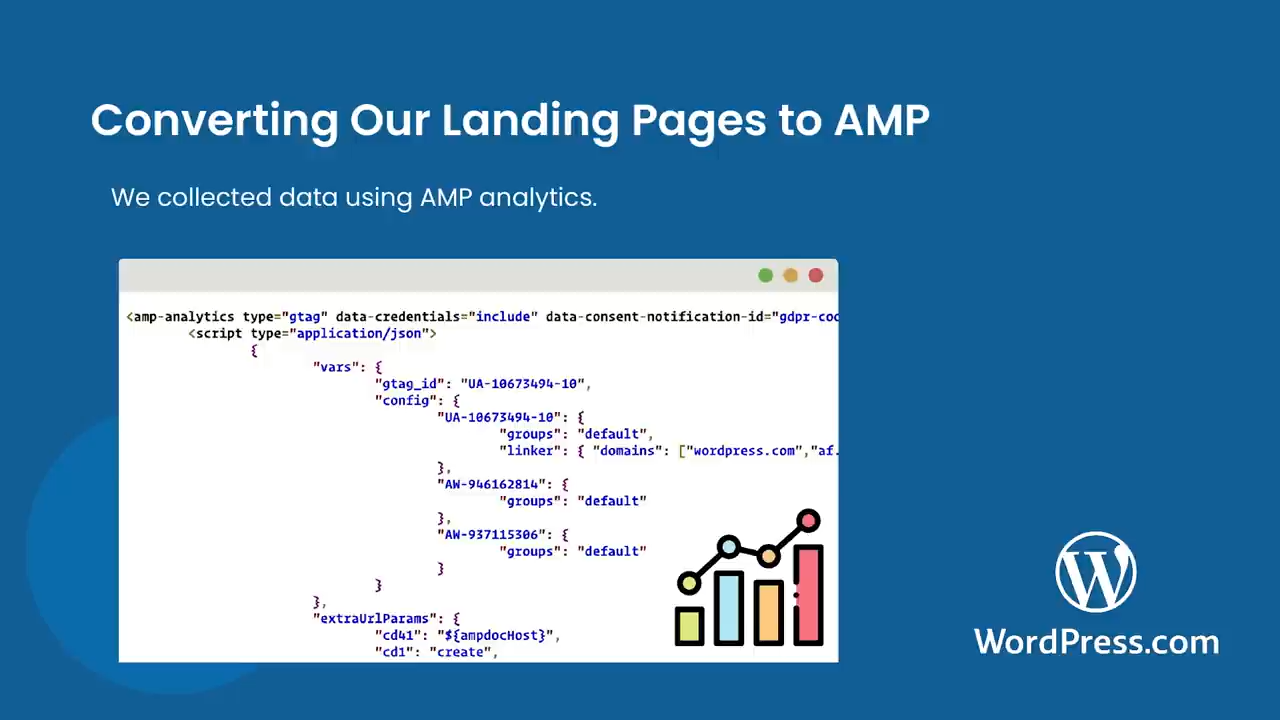 Converting Our Landing Pages to AMP
We collected data using AMP analytics.
<amp-analytics type="gtag" data-credentials="include" data-consent-notification-id="gdpr-coo
<script type="application/json">
{
"vars": {
"gtag_id": "UA-10673494-10",
"config": {
"UA-10673494-10": {
"groups": "default",
"linker": { "domains": ["wordpress.com","af.
},
"AW-946162814": {
"groups": "default"
},
"AW-937115306": {
"groups": "default"
}
}
},
"extraUrlParams": {
"cd41": "${ampdocHost}",
"cd1": "create",
WordPress.com